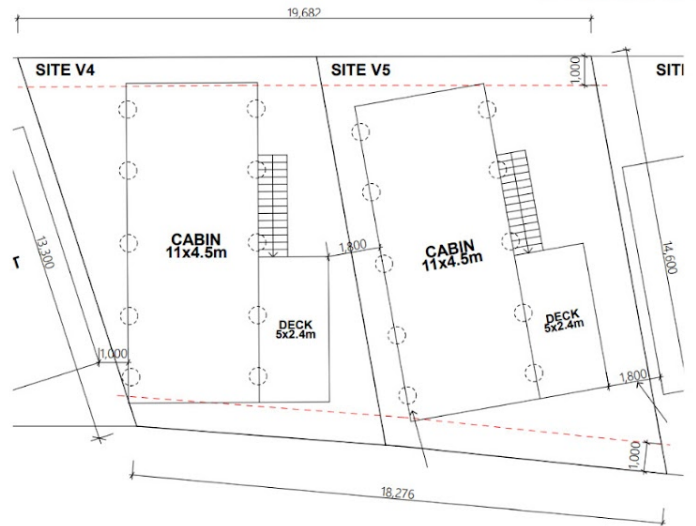 19,682
SITE V4
SITE V5
SIT
1,000
13,300
r
CABIN
11x4.5m
1,800
CABIN
11x4.5m
14,600
DECK
5x2.4m
DECK
5x2.4m
1,000
1,800
1,000
18,276